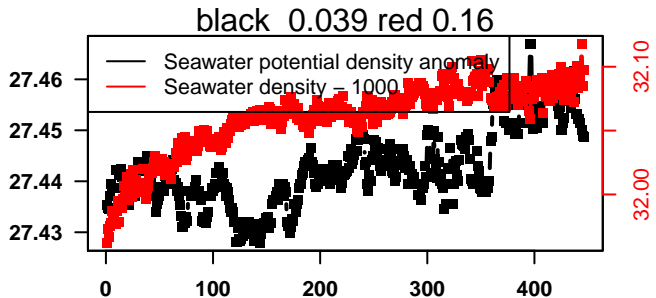 black  0.039 red 0.16
Seawater potential density anomaly
Seawater density − 1000
27.46
27.45
27.44
27.43
32.10
32.00
0 100 200 300 400